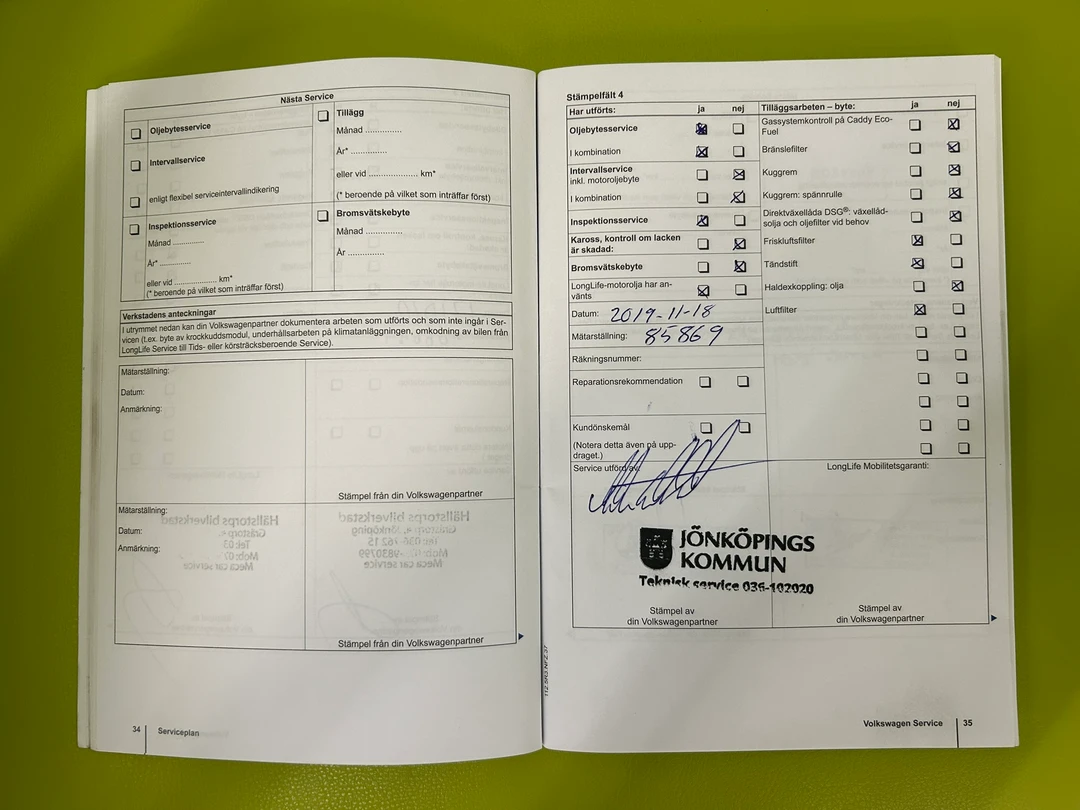 Nästa Service
Oljebytesservice
Intervallservice
enligt flexibel serviceintervallindikering
Inspektionsservice
Månad ............
År* ............
eller vid .................. km*
(* beroende på vilket som inträffar först)
Tillägg
Månad ..............
År* ..............
eller vid .................... km*
(* beroende på vilket som inträffar först)
Bromsvätskebyte
Månad ..............
År ..............
Verkstadens anteckningar
I utrymmet nedan kan din Volkswagenpartner dokumentera arbeten som utförts och som inte ingår i Ser-
vicen (t.ex. byte av krockkuddsmodul, underhållsarbeten på klimatanläggningen, omkodning av bilen från
LongLife Service till Tids- eller körsträcksberoende Service).
Mätarställning:
Datum:
Anmärkning:
Stämpel från din Volkswagenpartner
Mätarställning:
Datum:
Anmärkning:
Stämpel från din Volkswagenpartner
34 Serviceplan
Stämpelfält 4
Har utförts: ja nej
Oljebytesservice
I kombination
Intervallservice
inkl. motoroljebyte
I kombination
Inspektionsservice
Kaross, kontroll om lacken
är skadad:
Bromsvätskebyte
LongLife-motorolja har an-
vänts
Datum: 2019-11-18
Mätarställning: 85869
Räkningsnummer:
Reparationsrekommendation
Kundönskemål
(Notera detta även på upp-
draget.)
Service utförd av:
Tilläggsarbeten – byte: ja nej
Gassystemkontroll på Caddy Eco-
Fuel
Bränslefilter
Kuggrem
Kuggrem: spännrulle
Direktväxellåda DSG®: växellåd-
solja och oljefilter vid behov
Friskluftsfilter
Tändstift
Haldexkoppling: olja
Luftfilter
LongLife Mobilitetsgaranti:
JÖNKÖPINGS
KOMMUN
Teknisk service 036-102020
Stämpel av
din Volkswagenpartner
Stämpel av
din Volkswagenpartner
112.5R3.NFZ.37
Volkswagen Service 35